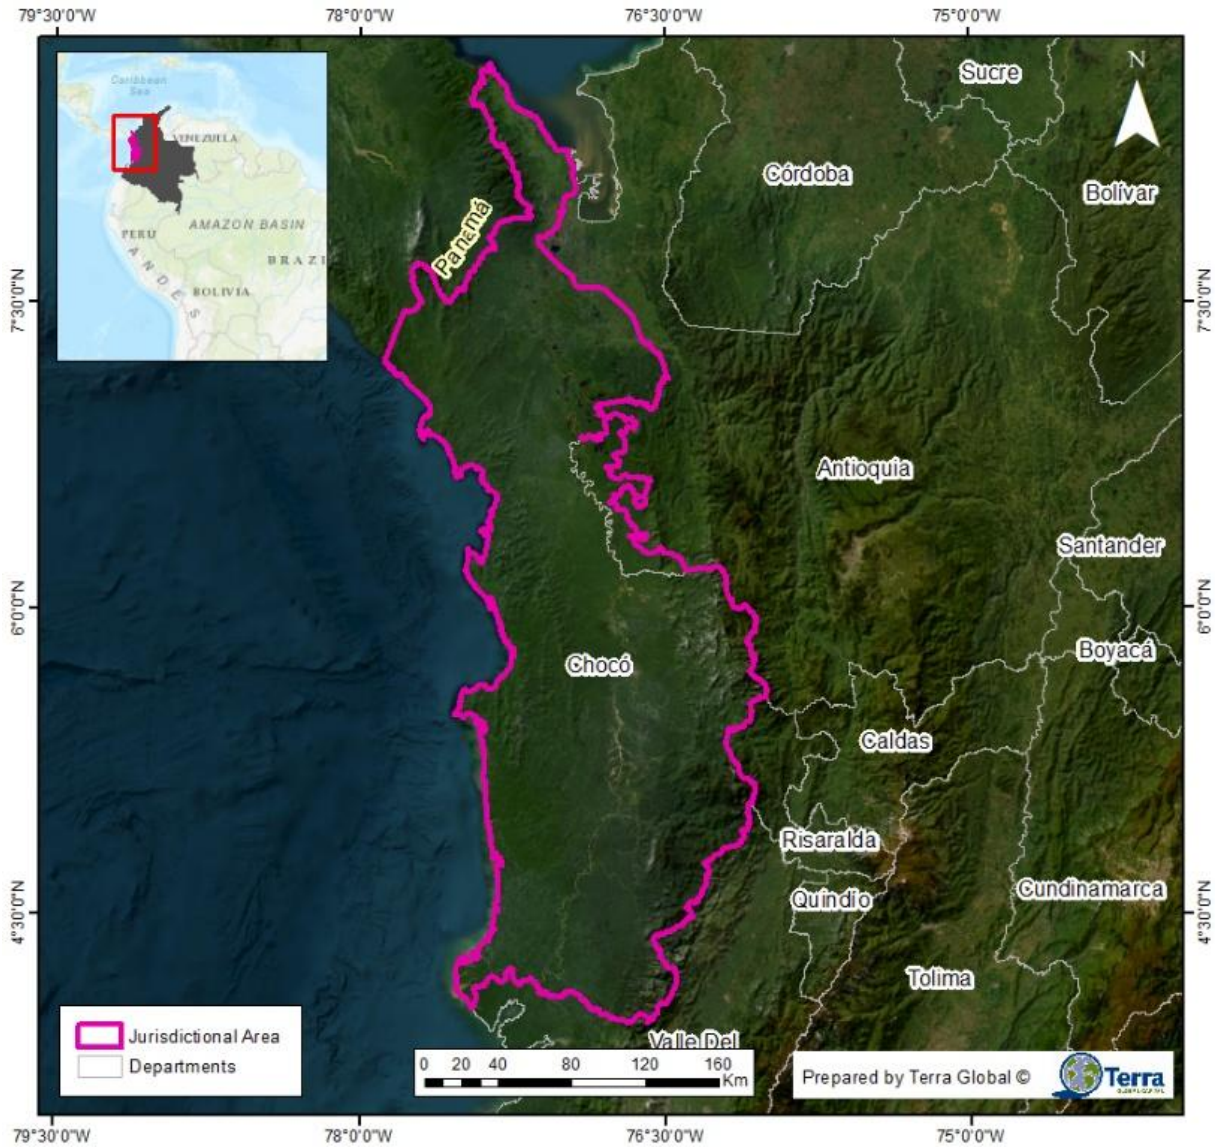 79°30'0"W
78°0'0"W
76°30'0"W
75°0'0"W
Caribbean
Sea
VENEZUELA
AMAZON BASIN
PERU
BRAZI
ANDES
BOLIVIA
N
Sucre
Córdoba
Bolívar
Panamá
7°30'0"N
7°30'0"N
Antioquia
Santander
6°0'0"N
6°0'0"N
Boyacá
Chocó
Caldas
Risaralda
Quindío
Cundinamarca
4°30'0"N
4°30'0"N
Tolima
Valle Del
Jurisdictional Area
Departments
0 20 40 80 120 160
Km
Prepared by Terra Global ©
Terra
79°30'0"W
78°0'0"W
76°30'0"W
75°0'0"W